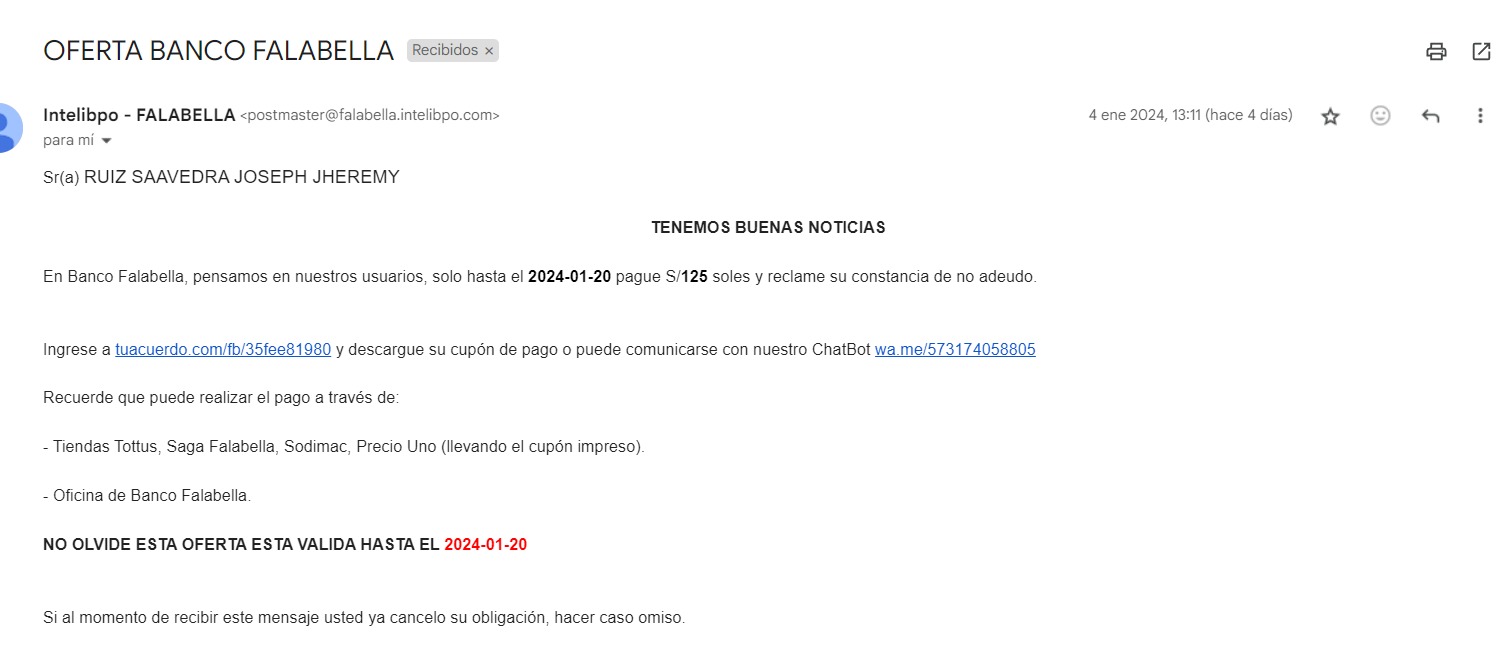 OFERTA BANCO FALABELLA Recibidos ×
Intelibpo - FALABELLA <postmaster@falabella.intelibpo.com> 4 ene 2024, 13:11 (hace 4 días)
para mí
Sr(a) RUIZ SAAVEDRA JOSEPH JHEREMY
TENEMOS BUENAS NOTICIAS
En Banco Falabella, pensamos en nuestros usuarios, solo hasta el 2024-01-20 pague S/125 soles y reclame su constancia de no adeudo.
Ingrese a tuacuerdo.com/fb/35fee81980 y descargue su cupón de pago o puede comunicarse con nuestro ChatBot wa.me/573174058805
Recuerde que puede realizar el pago a través de:
- Tiendas Tottus, Saga Falabella, Sodimac, Precio Uno (llevando el cupón impreso).
- Oficina de Banco Falabella.
NO OLVIDE ESTA OFERTA ESTA VALIDA HASTA EL 2024-01-20
Si al momento de recibir este mensaje usted ya cancelo su obligación, hacer caso omiso.